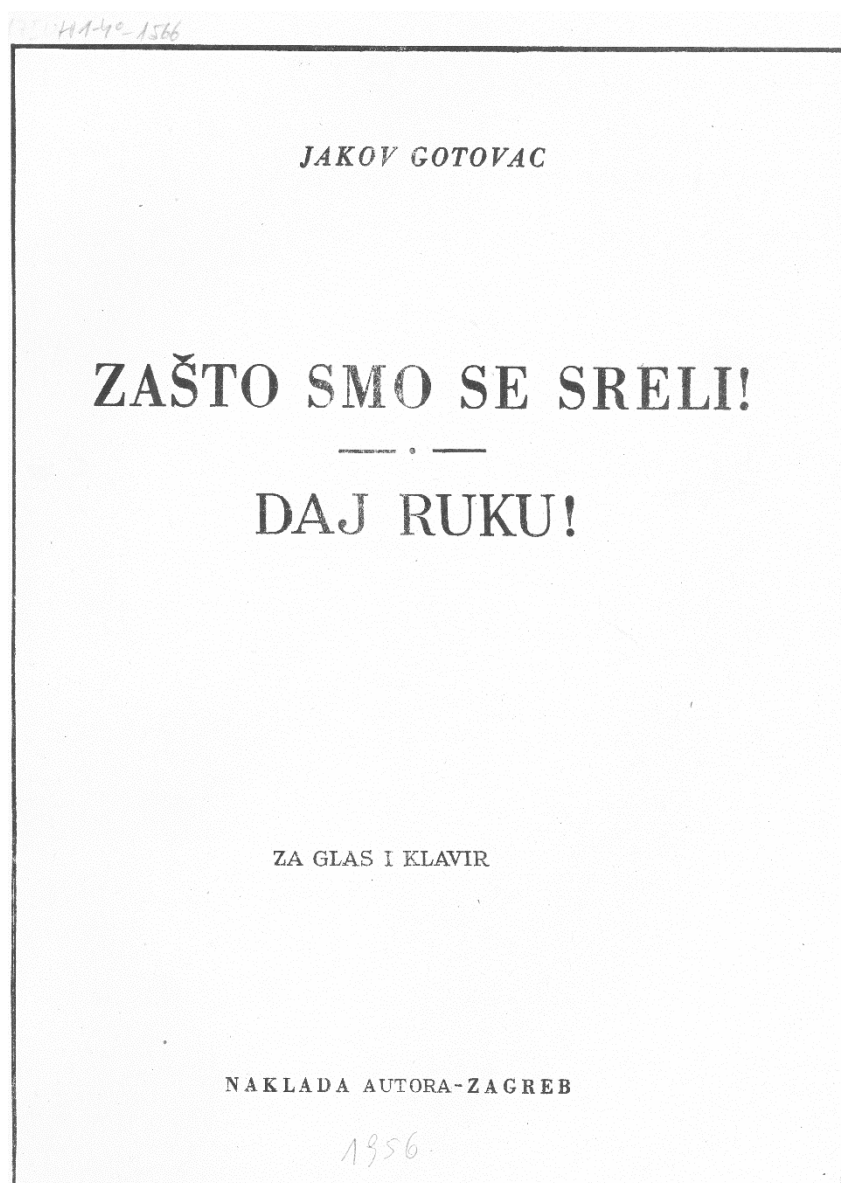 H1-4°-1566
JAKOV GOTOVAC
ZAŠTO SMO SE SRELI!
DAJ RUKU!
ZA GLAS I KLAVIR
NAKLADA AUTORA-ZAGREB
1956.